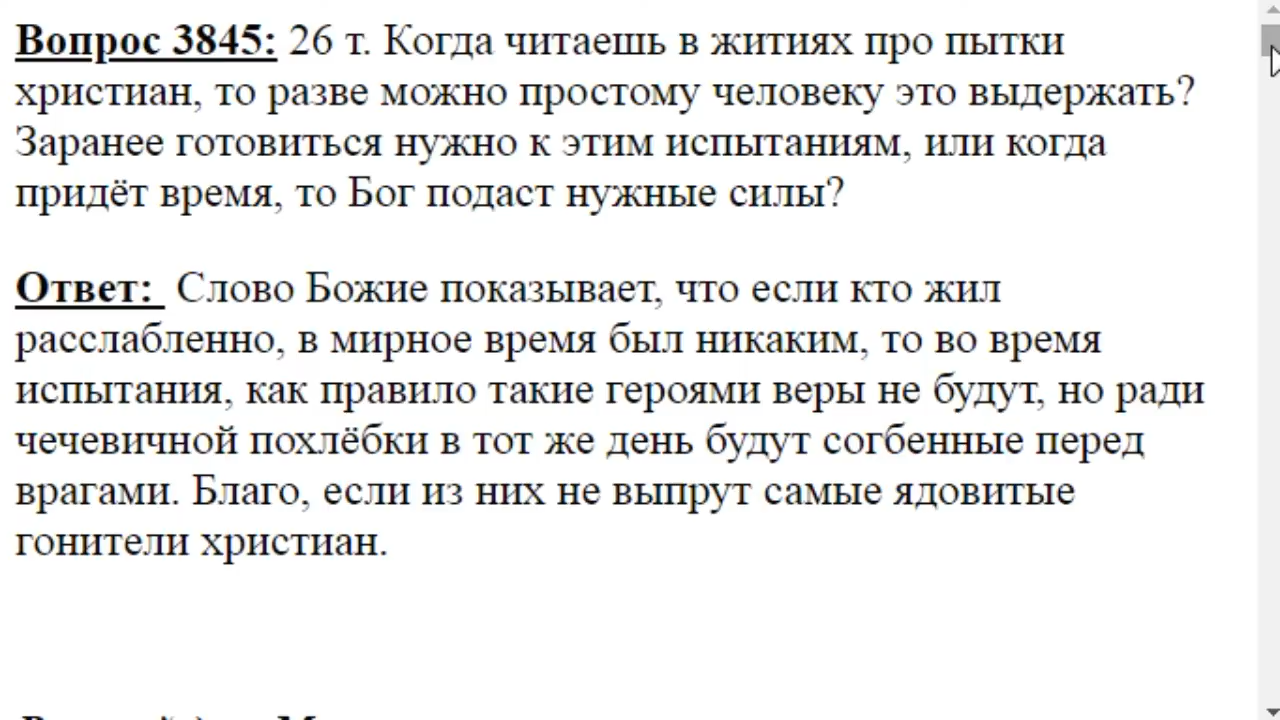 Вопрос 3845: 26 т. Когда читаешь в житиях про пытки
христиан, то разве можно простому человеку это выдержать?
Заранее готовиться нужно к этим испытаниям, или когда
придёт время, то Бог подаст нужные силы?
Ответ: Слово Божие показывает, что если кто жил
расслабленно, в мирное время был никаким, то во время
испытания, как правило такие героями веры не будут, но ради
чечевичной похлёбки в тот же день будут согбенные перед
врагами. Благо, если из них не выпрут самые ядовитые
гонители христиан.